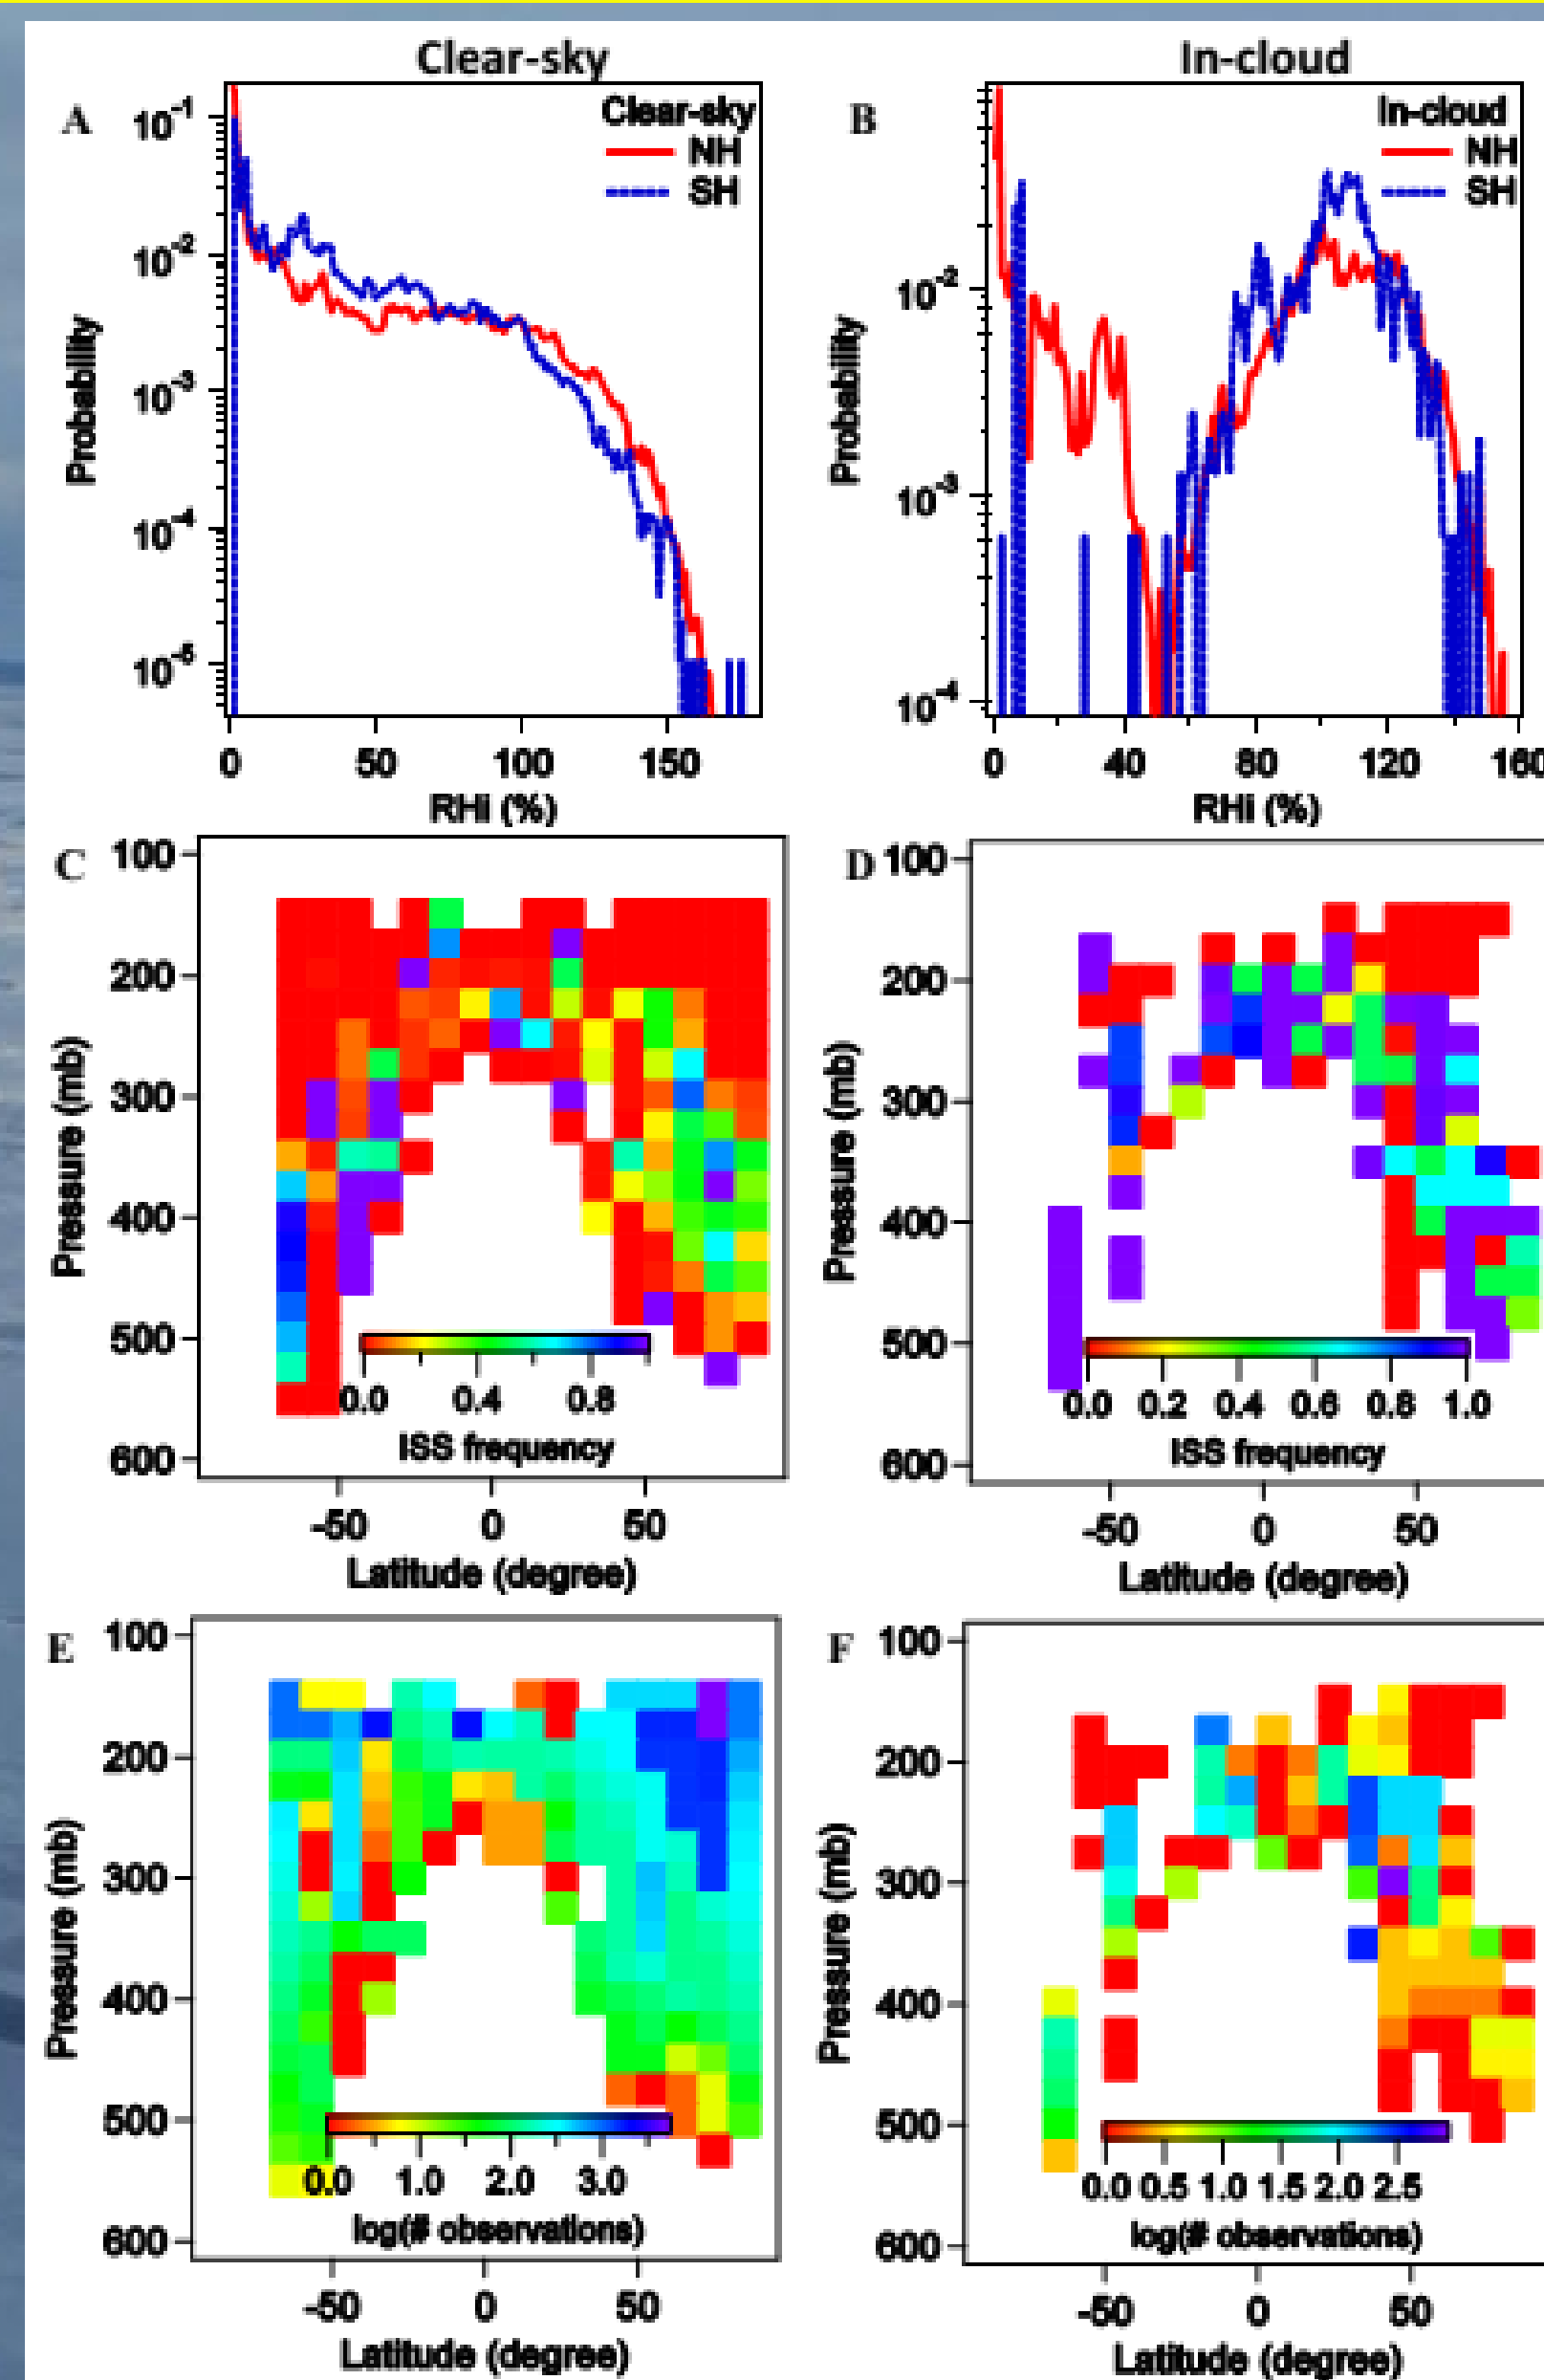 Clear-sky
In-cloud
A
Clear-sky
NH
SH
10⁻¹
10⁻²
10⁻³
10⁻⁴
10⁻⁵
Probability
0 50 100 150
RHi (%)
B
In-cloud
NH
SH
10⁻²
10⁻³
10⁻⁴
Probability
0 40 80 120 160
RHi (%)
C
100
200
300
400
500
600
Pressure (mb)
0.0 0.4 0.8
ISS frequency
-50 0 50
Latitude (degree)
D
100
200
300
400
500
600
Pressure (mb)
0.0 0.2 0.4 0.6 0.8 1.0
ISS frequency
-50 0 50
Latitude (degree)
E
100
200
300
400
500
600
Pressure (mb)
0.0 1.0 2.0 3.0
log(# observations)
-50 0 50
Latitude (degree)
F
100
200
300
400
500
600
Pressure (mb)
0.0 0.5 1.0 1.5 2.0 2.5
log(# observations)
-50 0 50
Latitude (degree)